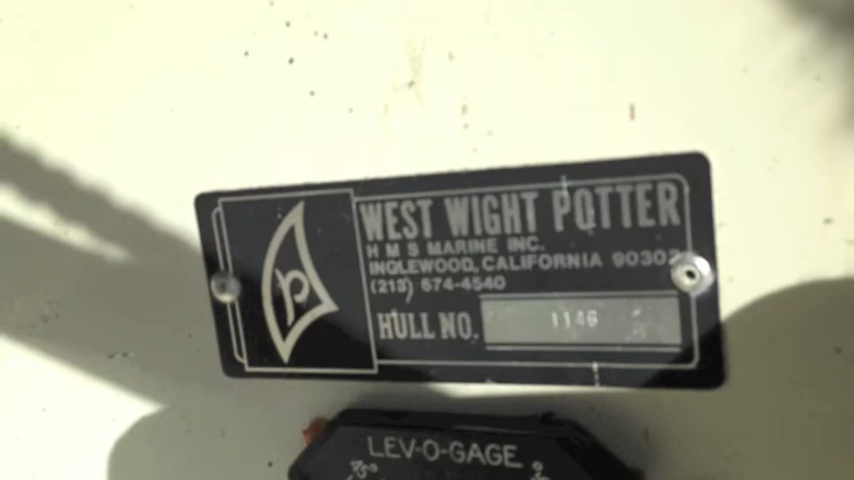 WEST WIGHT POTTER
H M S MARINE INC.
INGLEWOOD, CALIFORNIA 90302
(213) 674-4540
HULL NO. 1146
LEV-O-GAGE